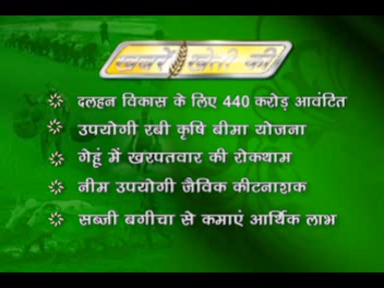 खबरें खेती की
दलहन विकास के लिए 440 करोड़ आवंटित
उपयोगी रबी कृषि बीमा योजना
गेहूं में खरपतवार की रोकथाम
नीम उपयोगी जैविक कीटनाशक
सब्जी बगीचा से कमाएं आर्थिक लाभ